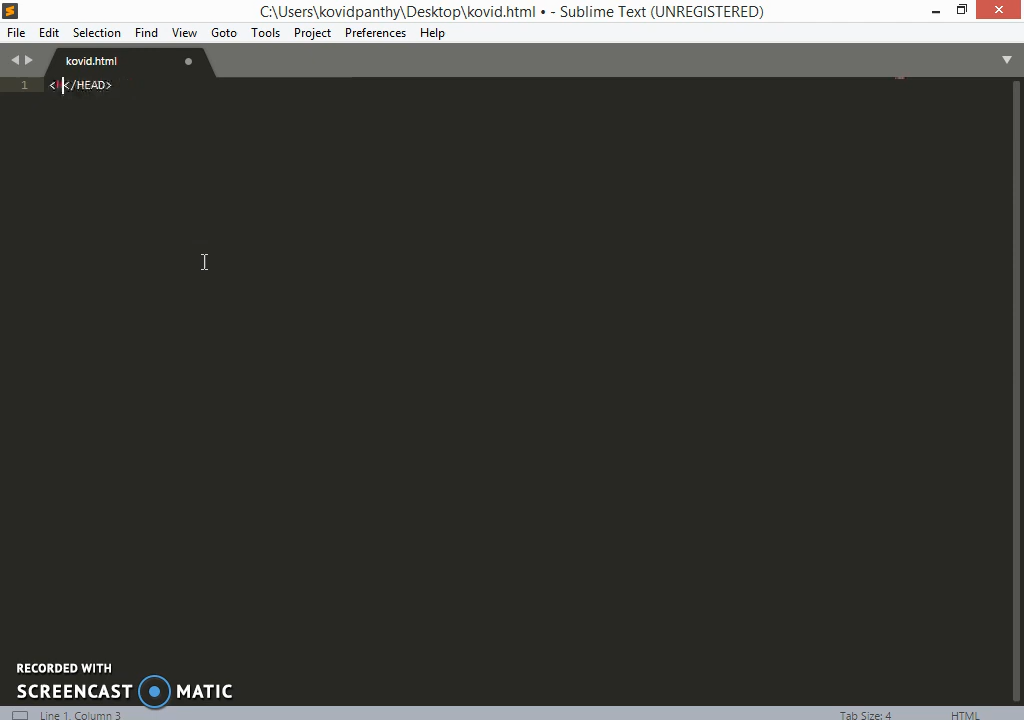 C:\Users\kovidpanthy\Desktop\kovid.html • - Sublime Text (UNREGISTERED)
File Edit Selection Find View Goto Tools Project Preferences Help
kovid.html
1 <</HEAD>
RECORDED WITH
SCREENCAST MATIC
Line 1, Column 3 Tab Size: 4 HTML